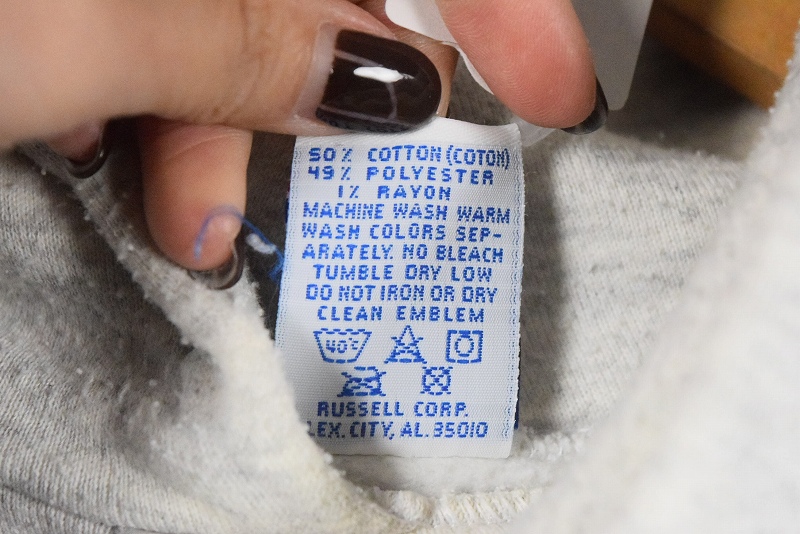 50% COTTON (COTON)
49% POLYESTER
1% RAYON
MACHINE WASH WARM
WASH COLORS SEP-
ARATELY. NO BLEACH
TUMBLE DRY LOW
DO NOT IRON OR DRY
CLEAN EMBLEM
40°C
RUSSELL CORP.
LEX. CITY, AL. 35010